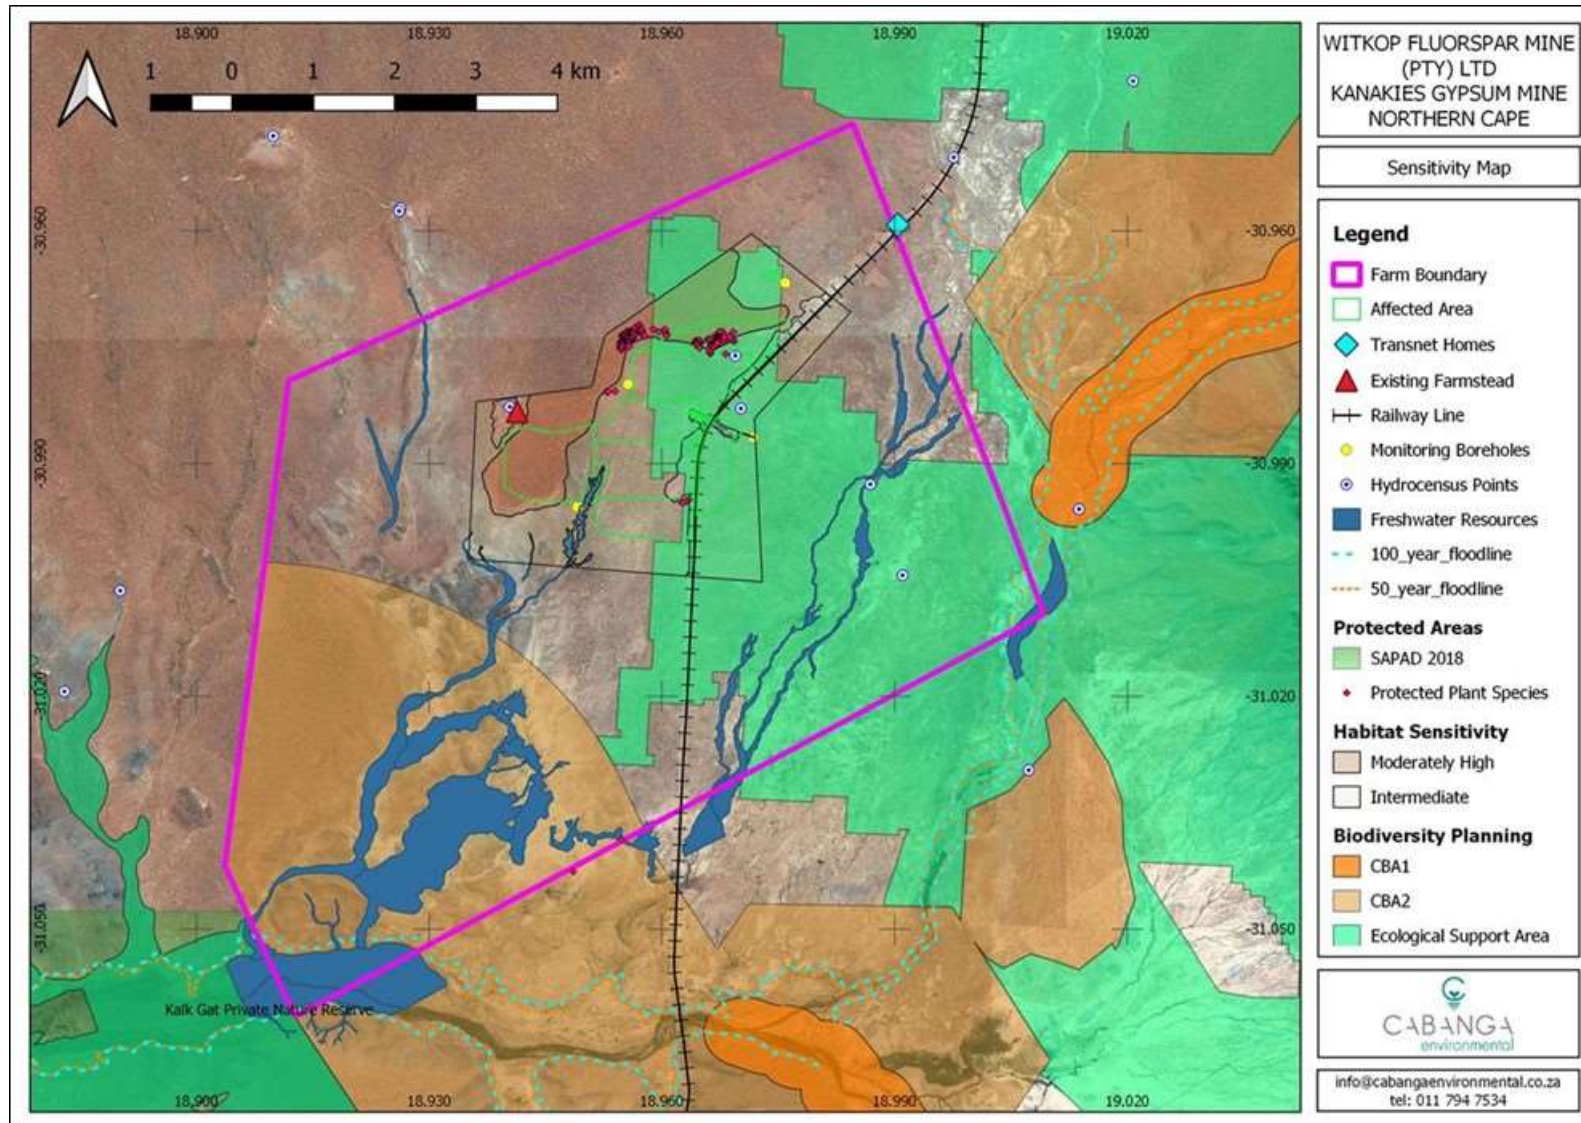 18.900
18.930
18.960
18.990
19.020
1 0 1 2 3 4 km
-30.960
-30.960
-30.990
-30.990
-31.020
-31.020
-31.050
-31.050
Kalk Gat Private Nature Reserve
18.900
18.930
18.960
18.990
19.020
WITKOP FLUORSPAR MINE
(PTY) LTD
KANAKIES GYPSUM MINE
NORTHERN CAPE
Sensitivity Map
Legend
Farm Boundary
Affected Area
Transnet Homes
Existing Farmstead
Railway Line
Monitoring Boreholes
Hydrocensus Points
Freshwater Resources
100_year_floodline
50_year_floodline
Protected Areas
SAPAD 2018
Protected Plant Species
Habitat Sensitivity
Moderately High
Intermediate
Biodiversity Planning
CBA1
CBA2
Ecological Support Area
CABANGA
environmental
info@cabangaenvironmental.co.za
tel: 011 794 7534